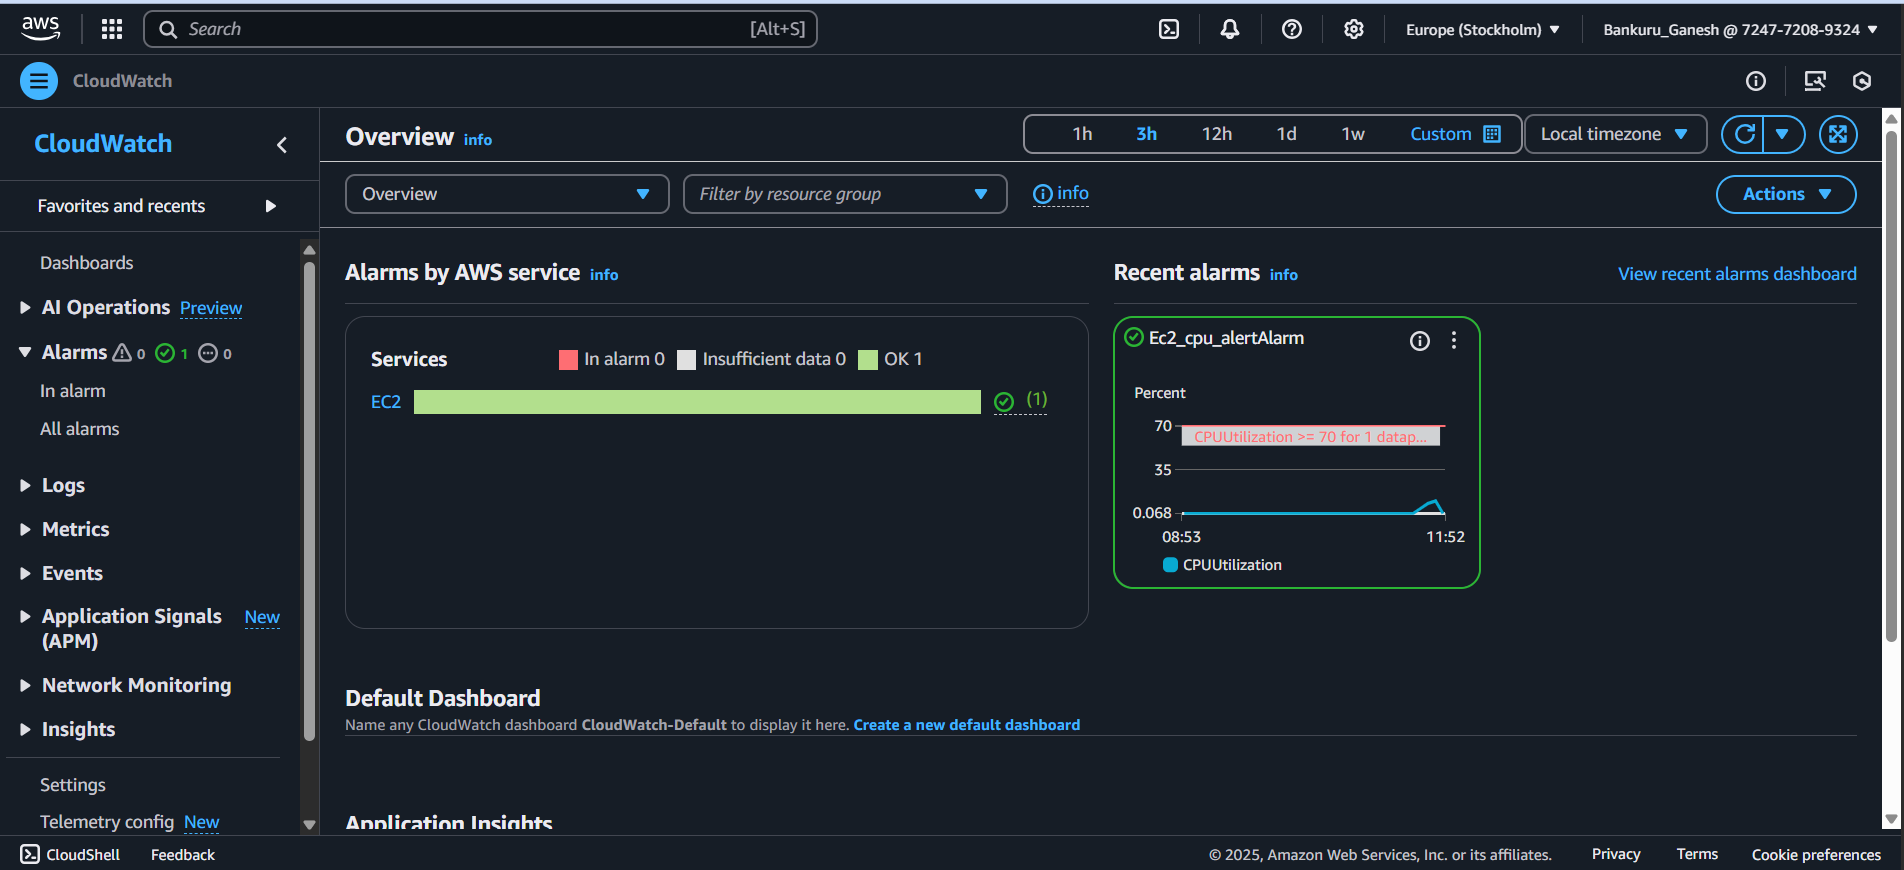 aws
Search [Alt+S]
Europe (Stockholm)
Bankuru_Ganesh @ 7247-7208-9324
CloudWatch
CloudWatch
Favorites and recents
Dashboards
AI Operations Preview
Alarms 0 1 0
In alarm
All alarms
Logs
Metrics
Events
Application Signals New
(APM)
Network Monitoring
Insights
Settings
Telemetry config New
Overview info
1h 3h 12h 1d 1w Custom
Local timezone
Overview
Filter by resource group
info
Actions
Alarms by AWS service info
Services
In alarm 0 Insufficient data 0 OK 1
EC2 (1)
Recent alarms info
View recent alarms dashboard
Ec2_cpu_alertAlarm
Percent
70
CPUUtilization >= 70 for 1 datap...
35
0.068
08:53 11:52
CPUUtilization
Default Dashboard
Name any CloudWatch dashboard CloudWatch-Default to display it here. Create a new default dashboard
Application Insights
CloudShell Feedback
© 2025, Amazon Web Services, Inc. or its affiliates. Privacy Terms Cookie preferences